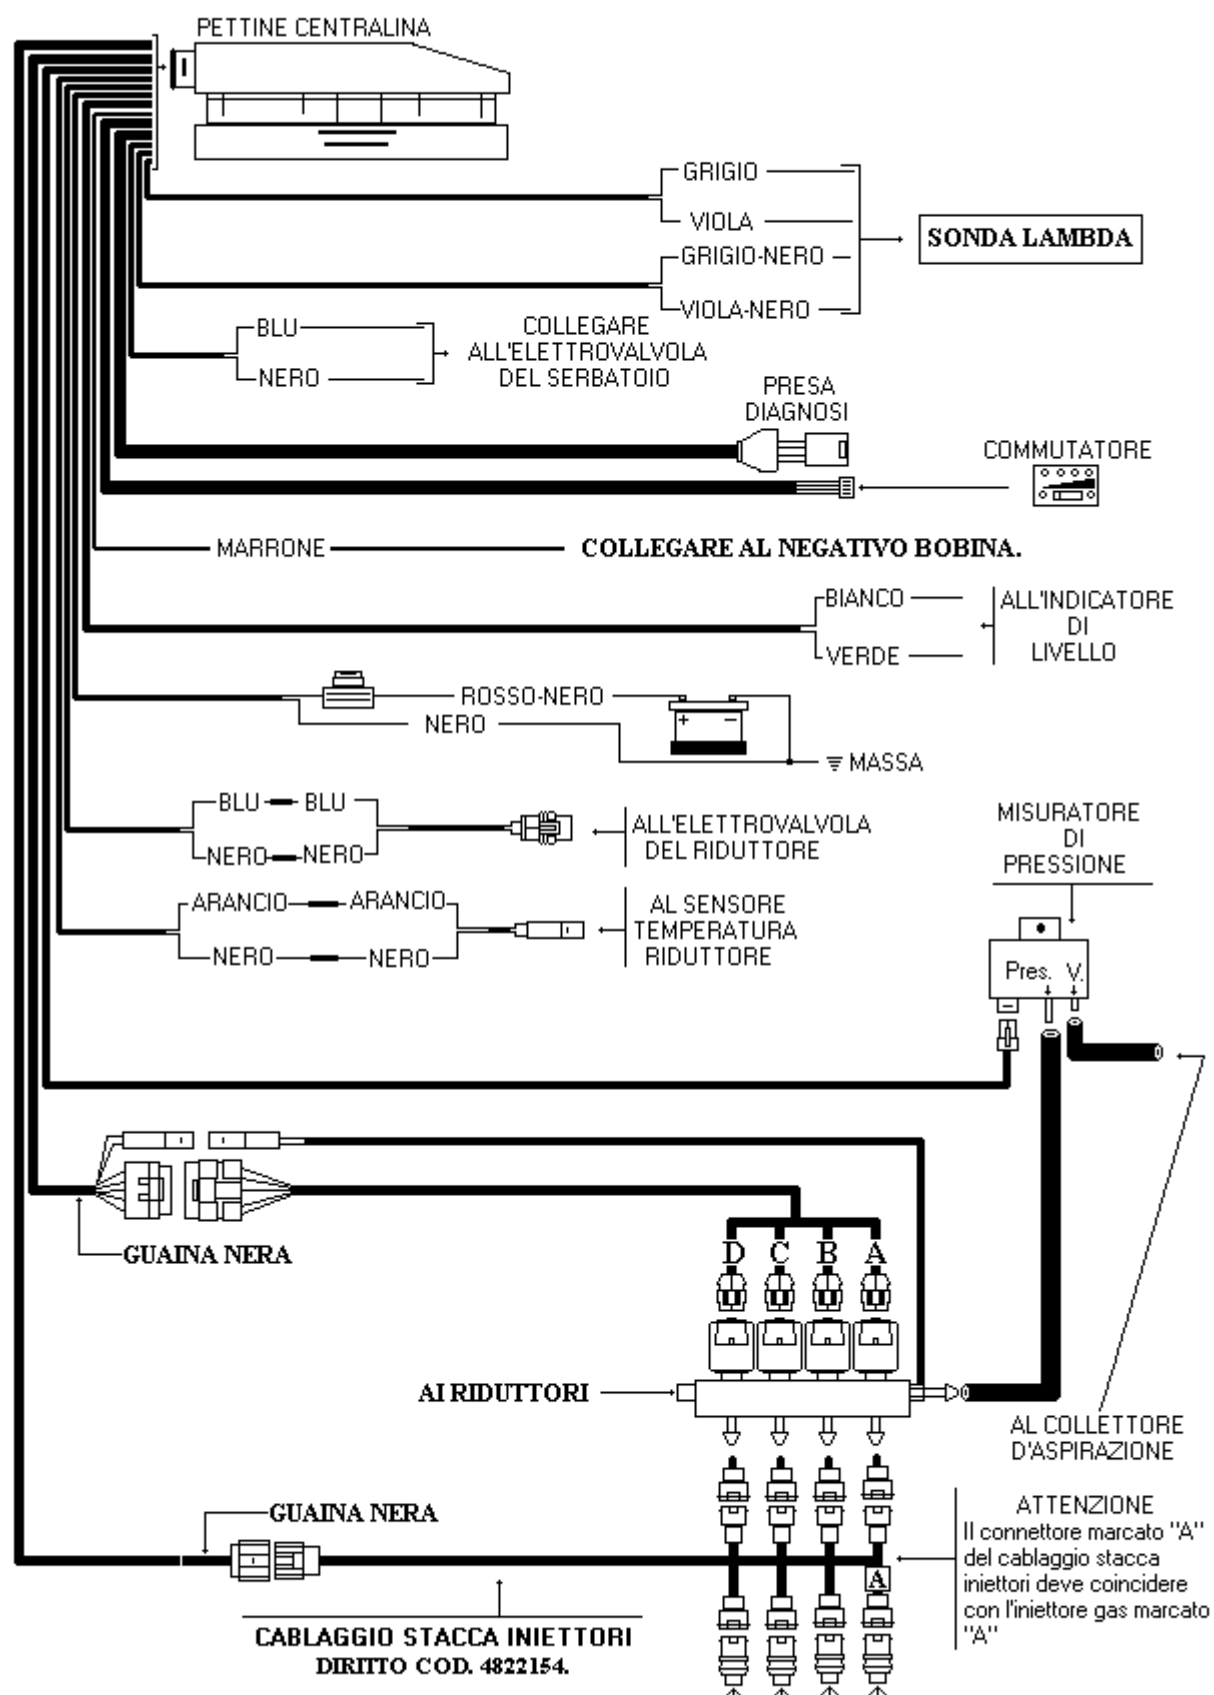 PETTINE CENTRALINA
GRIGIO
VIOLA
GRIGIO-NERO
VIOLA-NERO
SONDA LAMBDA
BLU
NERO
COLLEGARE
ALL'ELETTROVALVOLA
DEL SERBATOIO
PRESA
DIAGNOSI
COMMUTATORE
MARRONE
COLLEGARE AL NEGATIVO BOBINA.
BIANCO
VERDE
ALL'INDICATORE
DI
LIVELLO
ROSSO-NERO
NERO
+ −
MASSA
BLU BLU
NERO NERO
ALL'ELETTROVALVOLA
DEL RIDUTTORE
ARANCIO ARANCIO
NERO NERO
AL SENSORE
TEMPERATURA
RIDUTTORE
MISURATORE
DI
PRESSIONE
Pres. V.
GUAINA NERA
D C B A
AI RIDUTTORI
AL COLLETTORE
D'ASPIRAZIONE
GUAINA NERA
A
ATTENZIONE
Il connettore marcato "A"
del cablaggio stacca
iniettori deve coincidere
con l'iniettore gas marcato
"A"
CABLAGGIO STACCA INIETTORI
DIRITTO COD. 4822154.